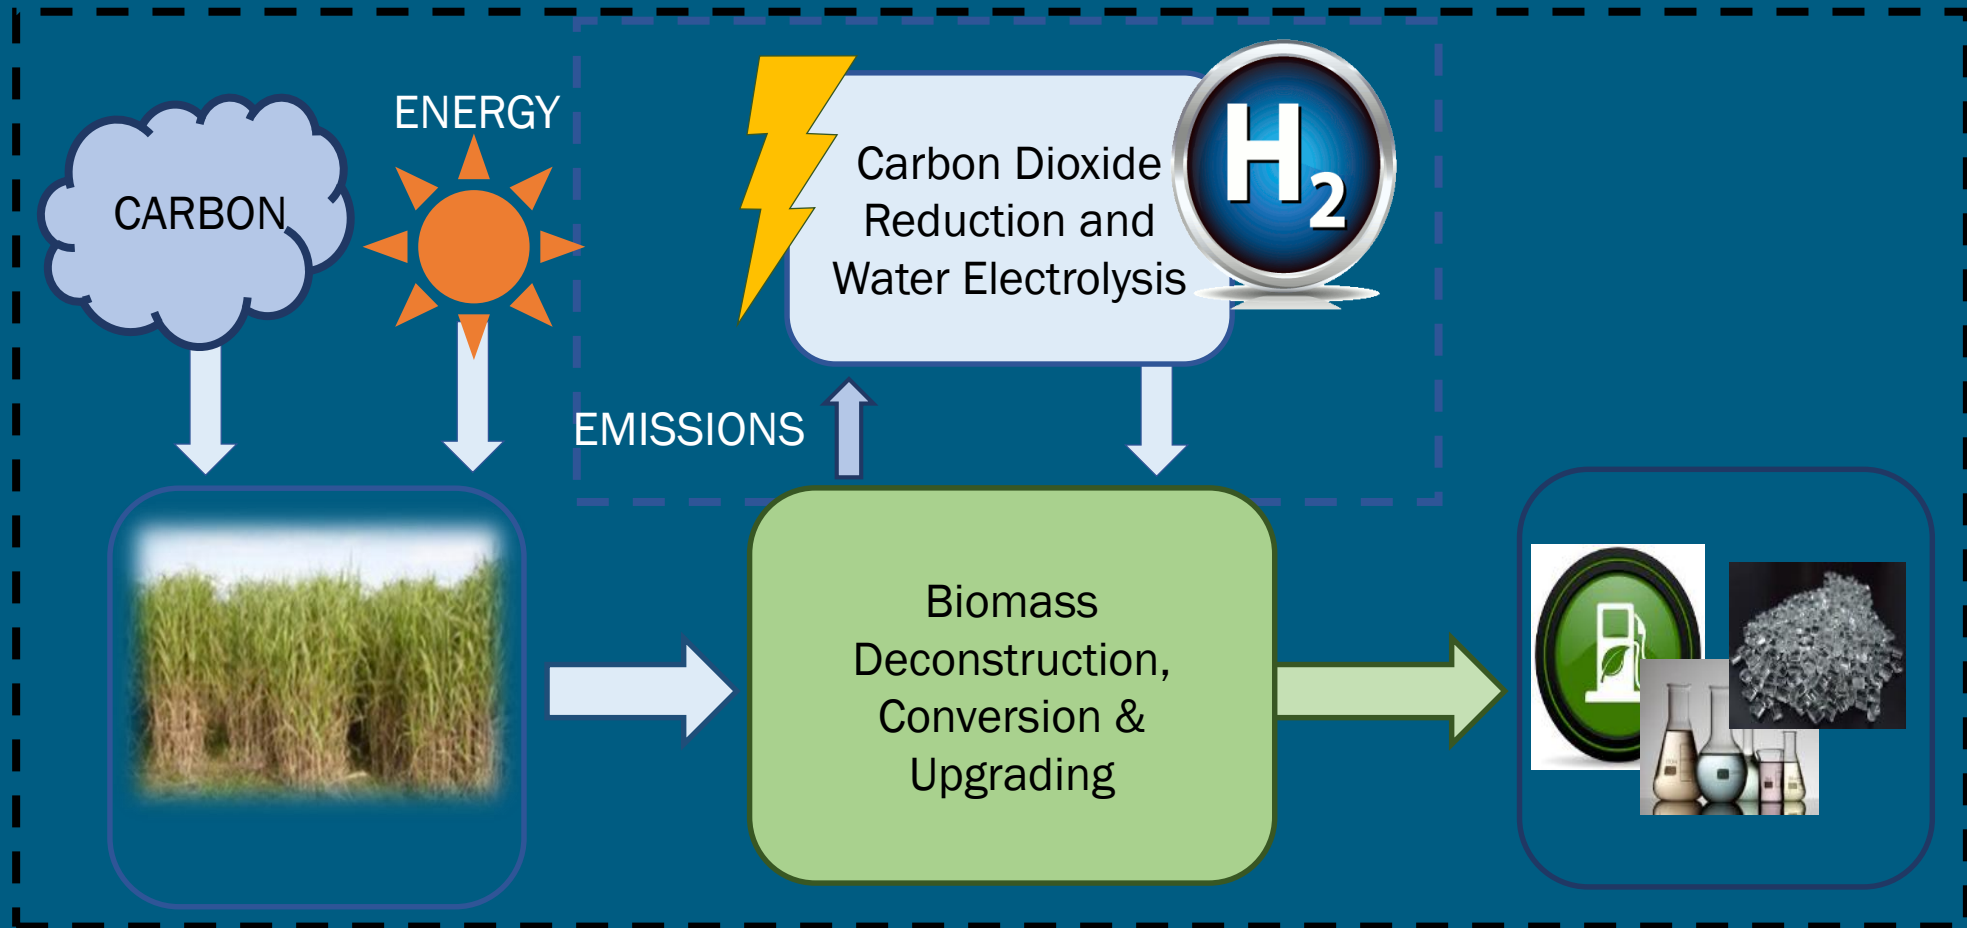 CARBON
ENERGY
Carbon Dioxide
Reduction and
Water Electrolysis
H2
EMISSIONS
Biomass
Deconstruction,
Conversion &
Upgrading